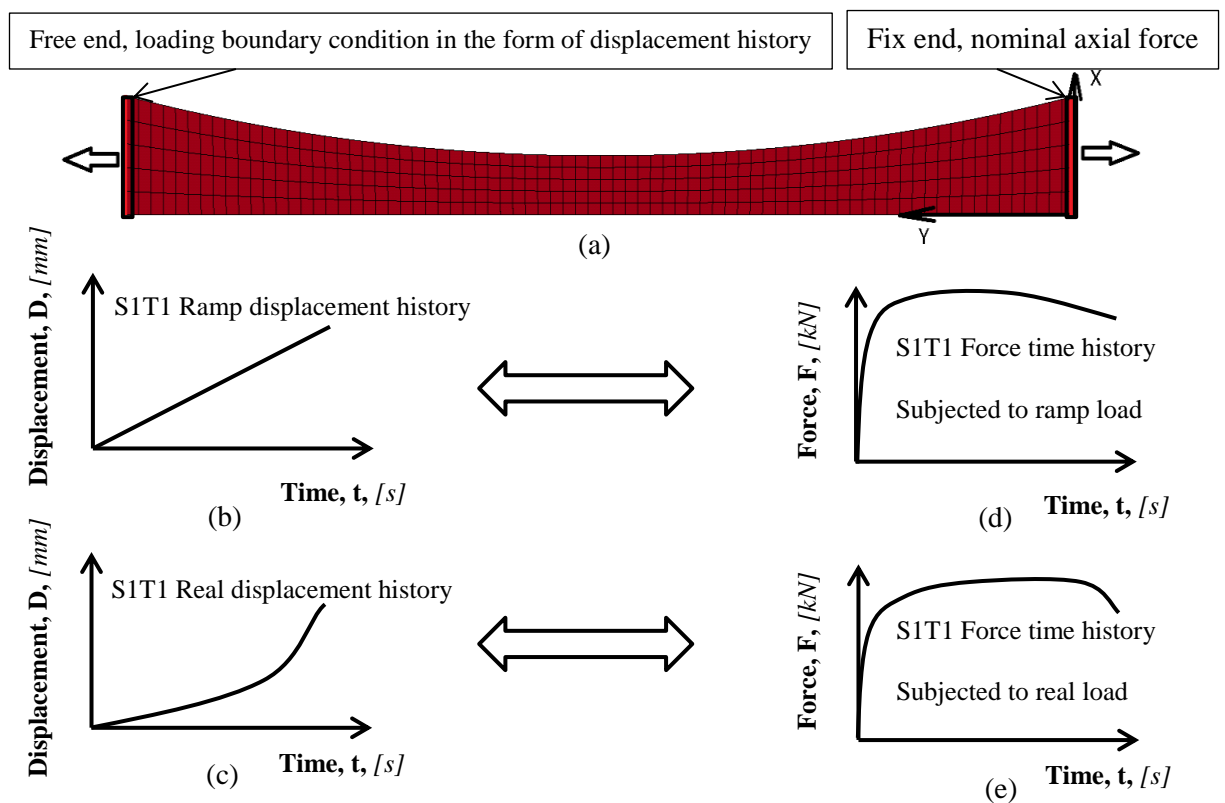 Free end, loading boundary condition in the form of displacement history
Fix end, nominal axial force
X
Y
(a)
Displacement, D, [mm]
S1T1 Ramp displacement history
Time, t, [s]
(b)
Force, F, [kN]
S1T1 Force time history
Subjected to ramp load
Time, t, [s]
(d)
Displacement, D, [mm]
S1T1 Real displacement history
Time, t, [s]
(c)
Force, F, [kN]
S1T1 Force time history
Subjected to real load
Time, t, [s]
(e)